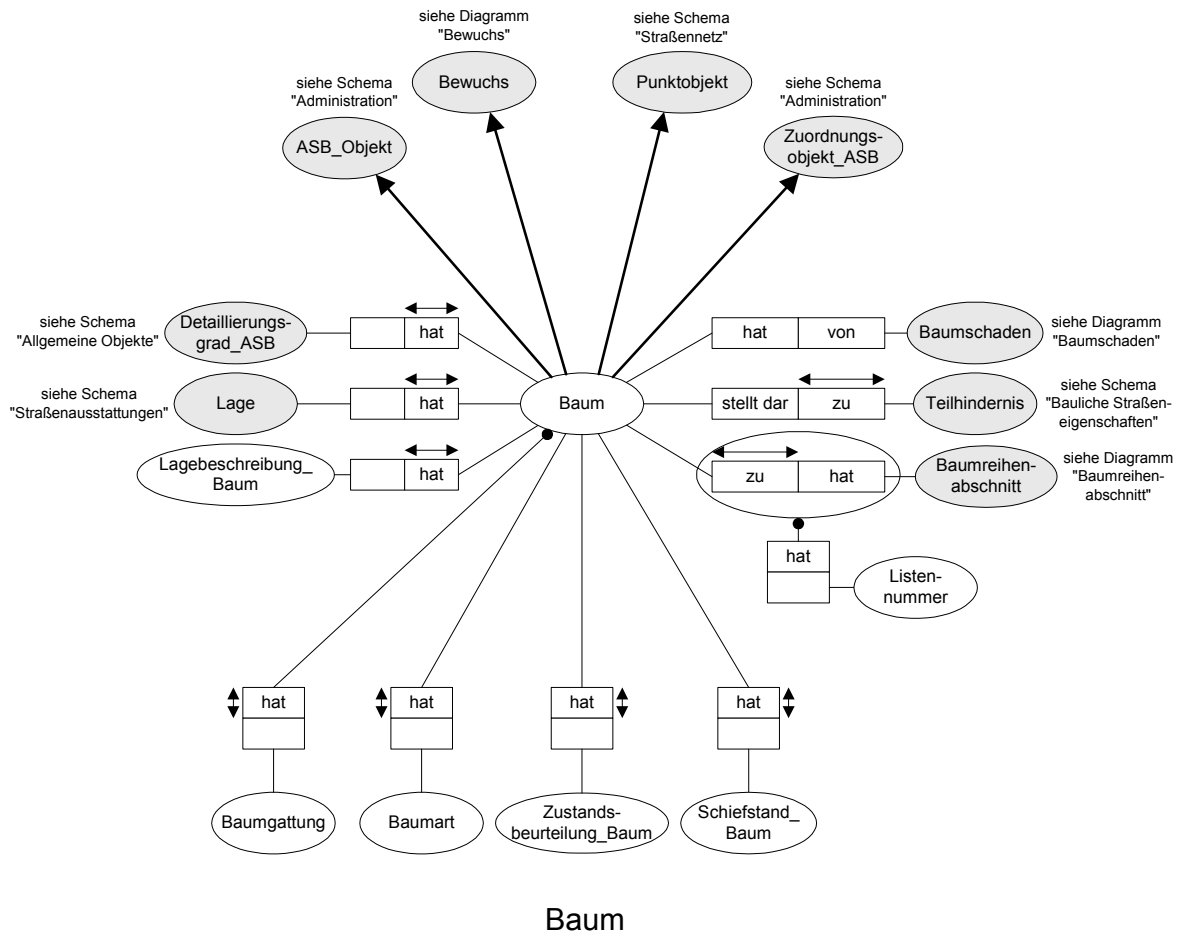 siehe Diagramm
"Bewuchs"
siehe Schema
"Straßennetz"
Bewuchs
Punktobjekt
siehe Schema
"Administration"
siehe Schema
"Administration"
ASB_Objekt
Zuordnungs-
objekt_ASB
siehe Schema
"Allgemeine Objekte"
Detaillierungs-
grad_ASB
hat
hat
von
Baumschaden
siehe Diagramm
"Baumschaden"
siehe Schema
"Straßenausstattungen"
Lage
hat
Baum
stellt dar
zu
Teilhindernis
siehe Schema
"Bauliche Straßen-
eigenschaften"
Lagebeschreibung_
Baum
hat
zu
hat
Baumreihen-
abschnitt
siehe Diagramm
"Baumreihen-
abschnitt"
hat
Listen-
nummer
hat
hat
hat
hat
Baumgattung
Baumart
Zustands-
beurteilung_Baum
Schiefstand_
Baum
Baum